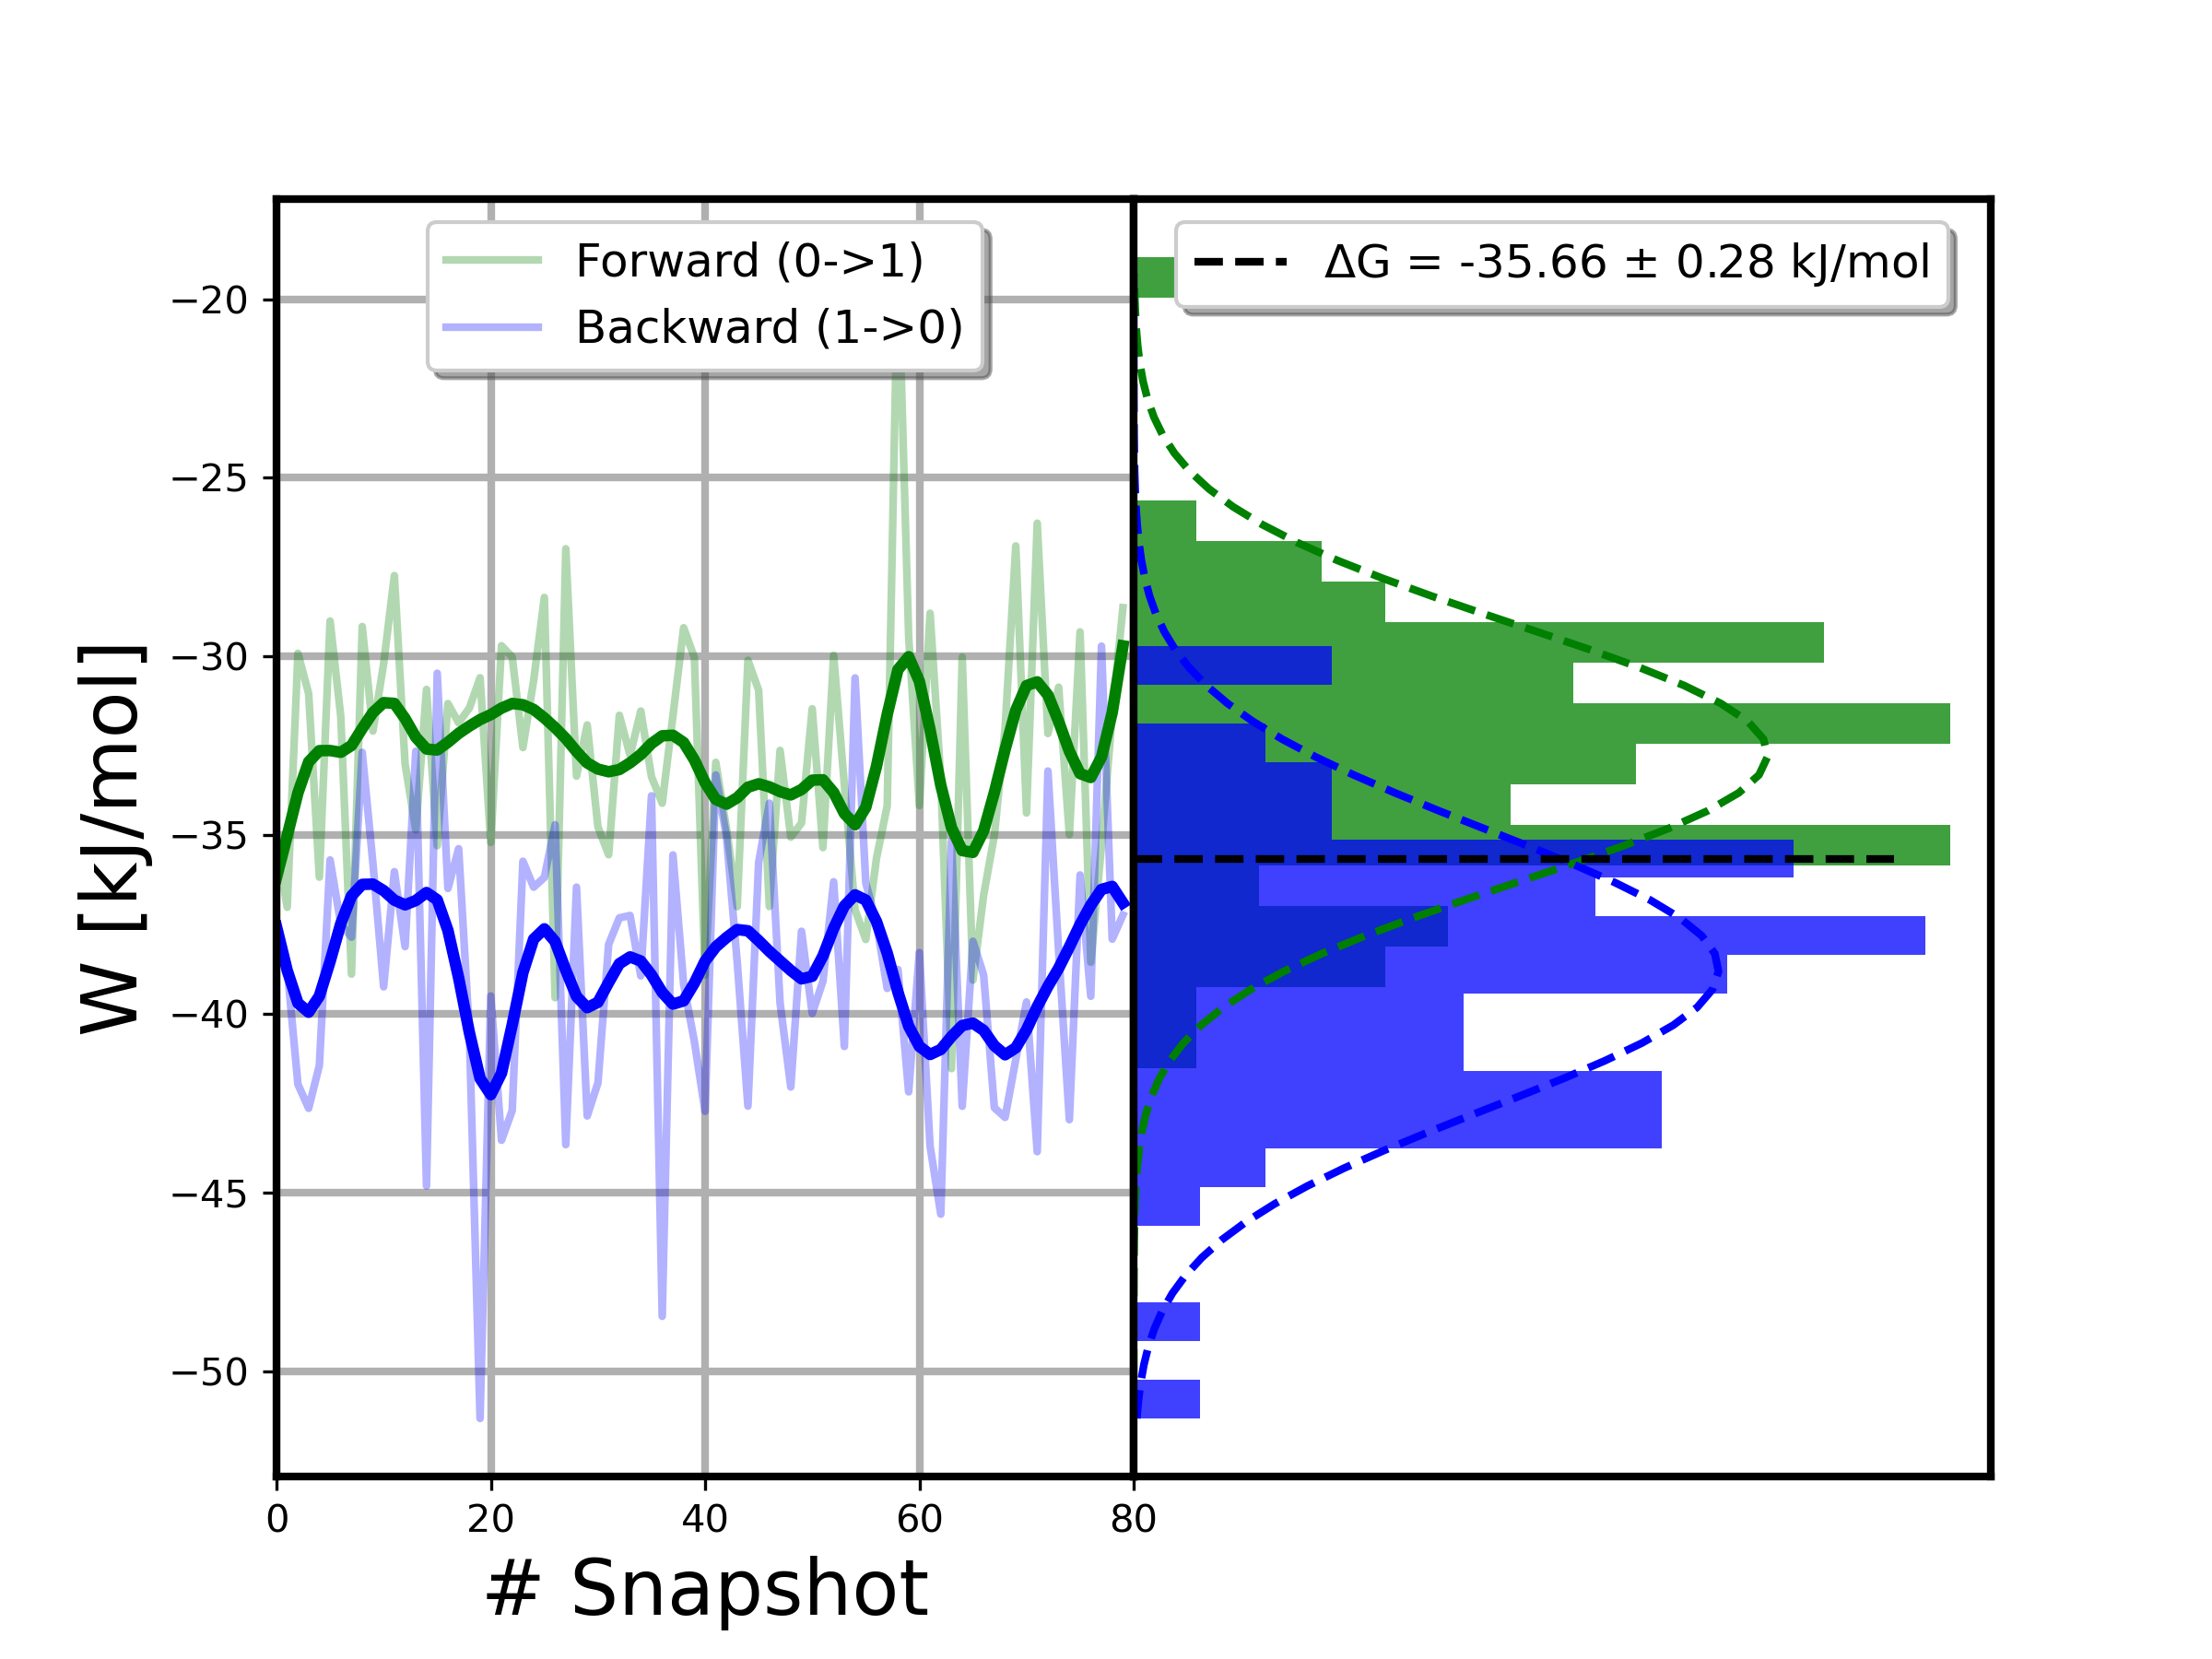 Forward (0->1)
Backward (1->0)
ΔG = -35.66 ± 0.28 kJ/mol
W [kJ/mol]
−20
−25
−30
−35
−40
−45
−50
0 20 40 60 80
# Snapshot